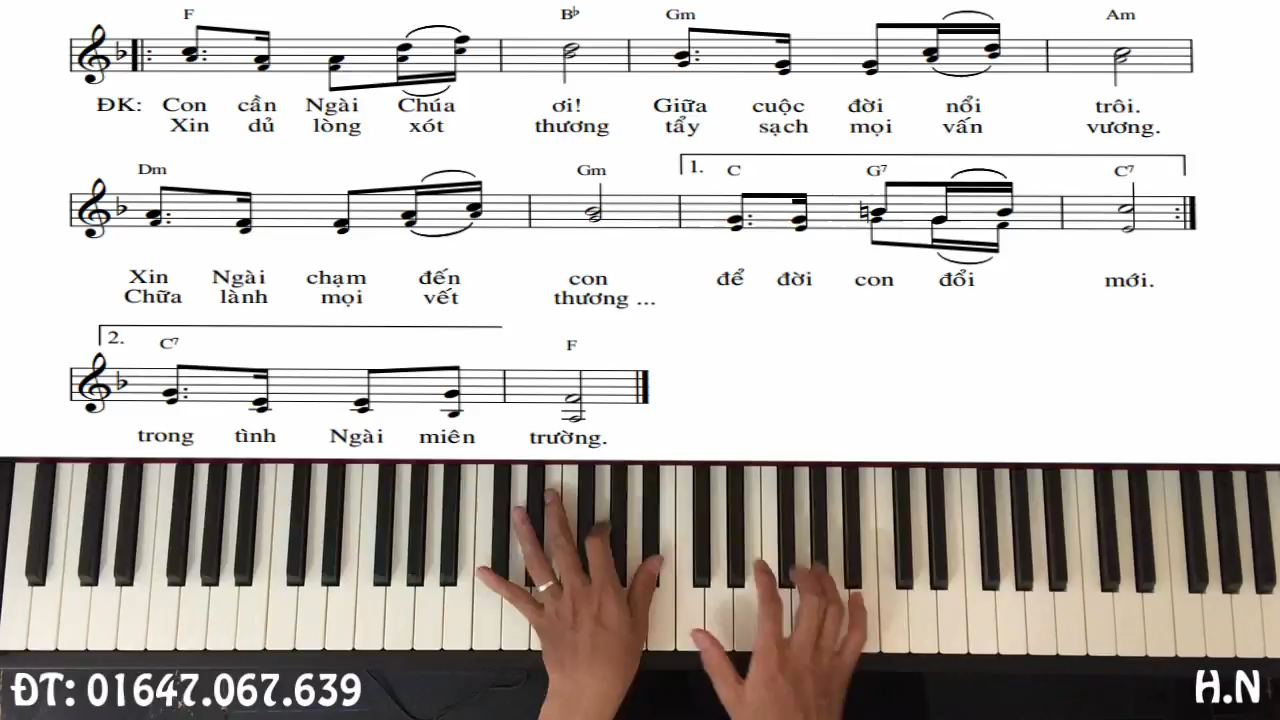 F B♭ Gm Am
ĐK: Con cần Ngài Chúa ơi! Giữa cuộc đời nổi trôi.
Xin dủ lòng xót thương tẩy sạch mọi vấn vương.
Dm Gm 1. C G7 C7
Xin Ngài chạm đến con để đời con đổi mới.
Chữa lành mọi vết thương ...
2. C7 F
trong tình Ngài miên trường.
ĐT: 01647.067.639
H.N